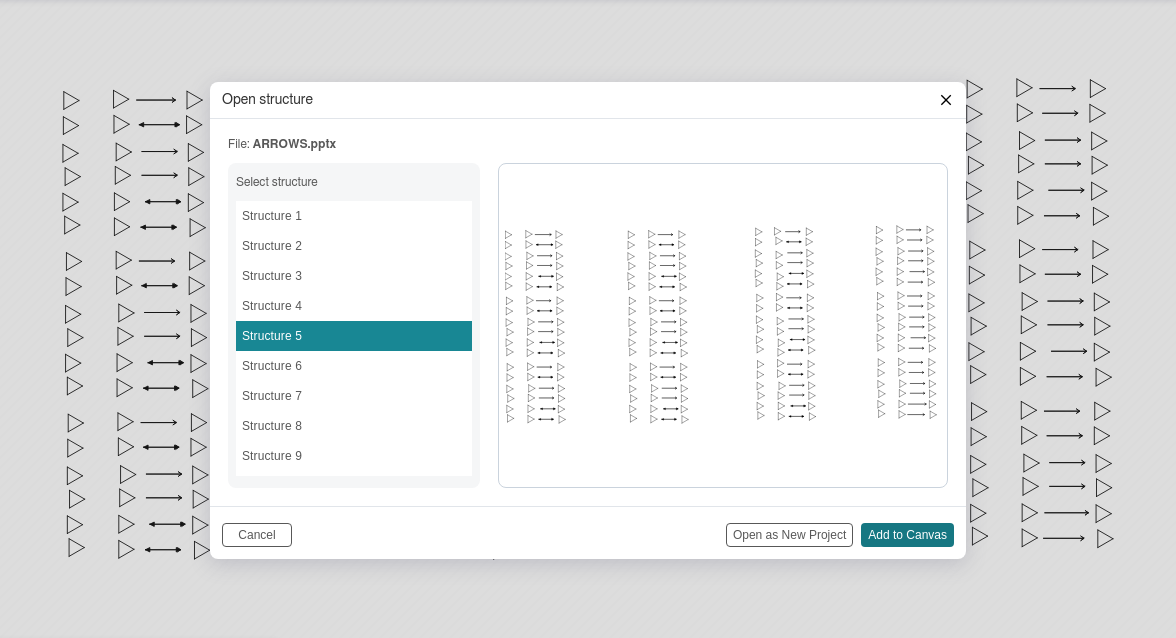 Open structure
File: ARROWS.pptx
Select structure
Structure 1
Structure 2
Structure 3
Structure 4
Structure 5
Structure 6
Structure 7
Structure 8
Structure 9
Cancel
Open as New Project
Add to Canvas